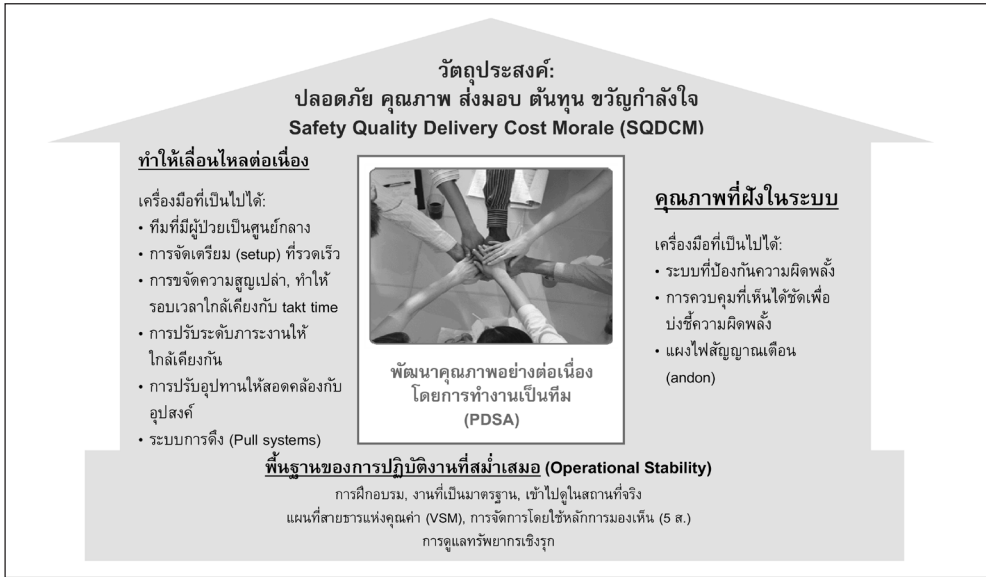 วัตถุประสงค์:
ปลอดภัย คุณภาพ ส่งมอบ ต้นทุน ขวัญกำลังใจ
Safety Quality Delivery Cost Morale (SQDCM)
ทำให้เลื่อนไหลต่อเนื่อง
เครื่องมือที่เป็นไปได้:
• ทีมที่มีผู้ป่วยเป็นศูนย์กลาง
• การจัดเตรียม (setup) ที่รวดเร็ว
• การขจัดความสูญเปล่า, ทำให้
รอบเวลาใกล้เคียงกับ takt time
• การปรับระดับภาระงานให้
ใกล้เคียงกัน
• การปรับอุปทานให้สอดคล้องกับ
อุปสงค์
• ระบบการดึง (Pull systems)
พัฒนาคุณภาพอย่างต่อเนื่อง
โดยการทำงานเป็นทีม
(PDSA)
คุณภาพที่ฝังในระบบ
เครื่องมือที่เป็นไปได้:
• ระบบที่ป้องกันความผิดพลั้ง
• การควบคุมที่เห็นได้ชัดเพื่อ
บ่งชี้ความผิดพลั้ง
• แผงไฟสัญญาณเตือน
(andon)
พื้นฐานของการปฏิบัติงานที่สม่ำเสมอ (Operational Stability)
การฝึกอบรม, งานที่เป็นมาตรฐาน, เข้าไปดูในสถานที่จริง
แผนที่สายธารแห่งคุณค่า (VSM), การจัดการโดยใช้หลักการมองเห็น (5 ส.)
การดูแลทรัพยากรเชิงรุก